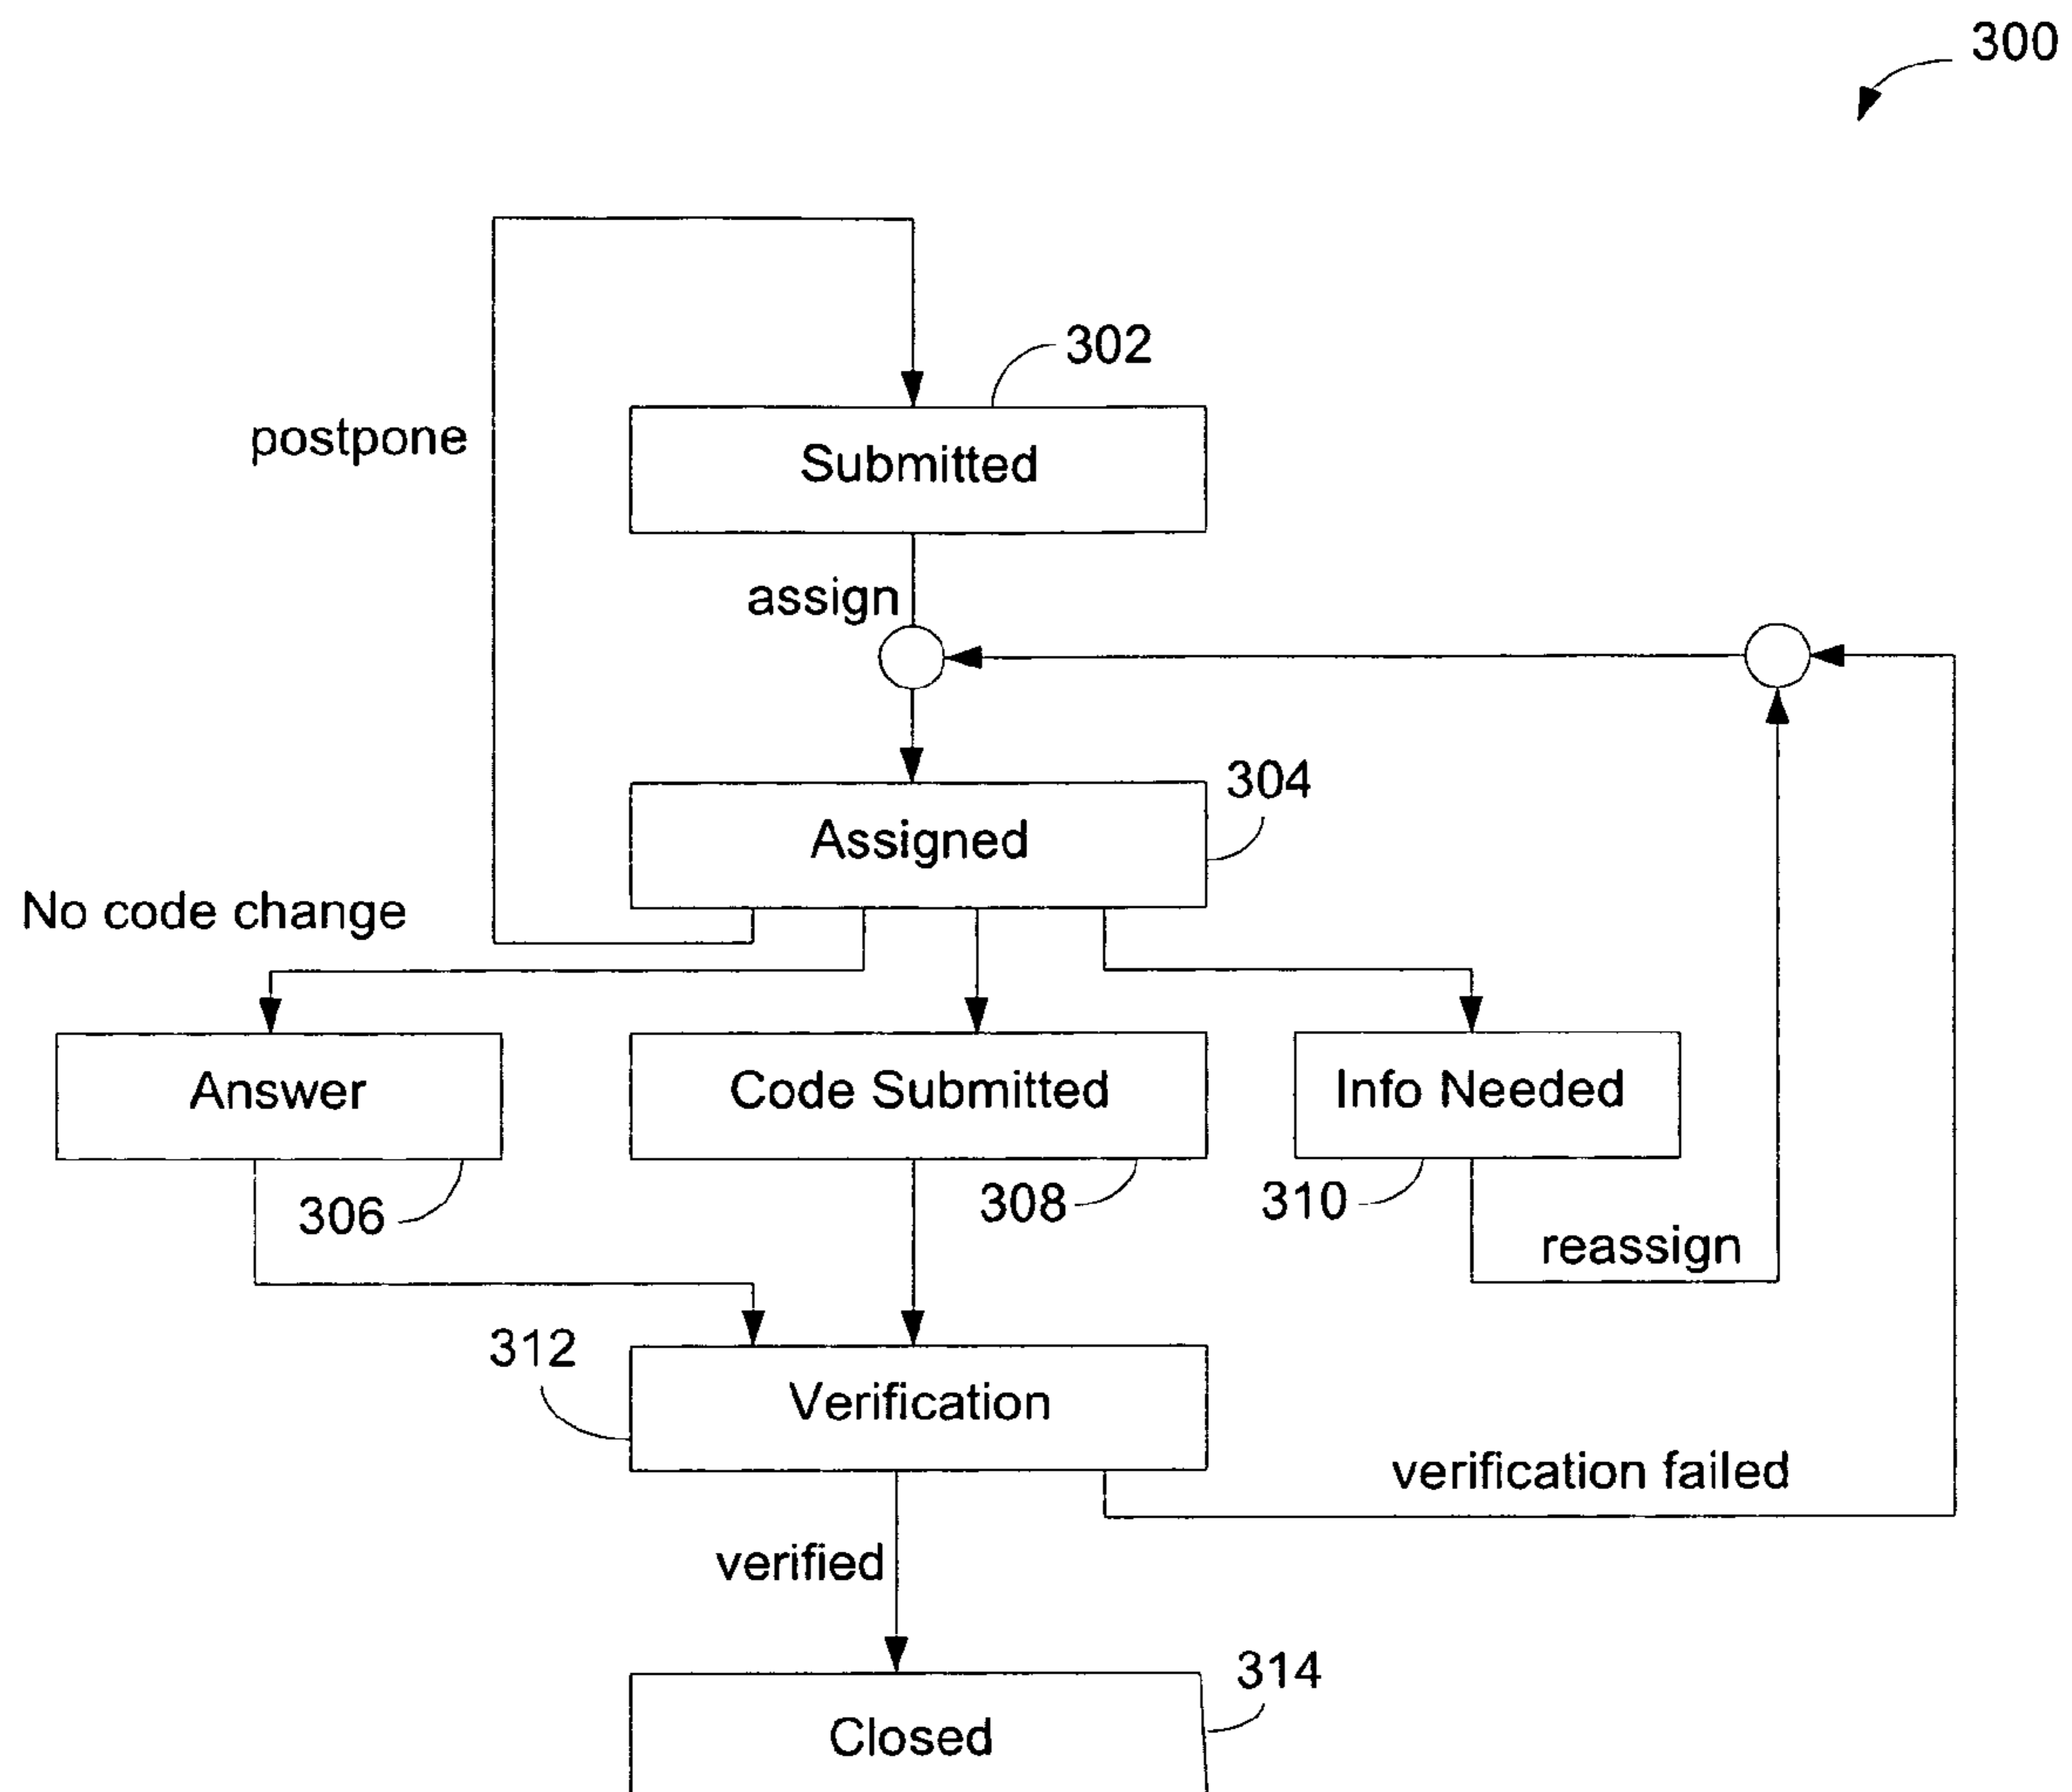 300
302
postpone
Submitted
assign
304
Assigned
No code change
Answer
Code Submitted
Info Needed
306
308
310
reassign
312
Verification
verification failed
verified
314
Closed